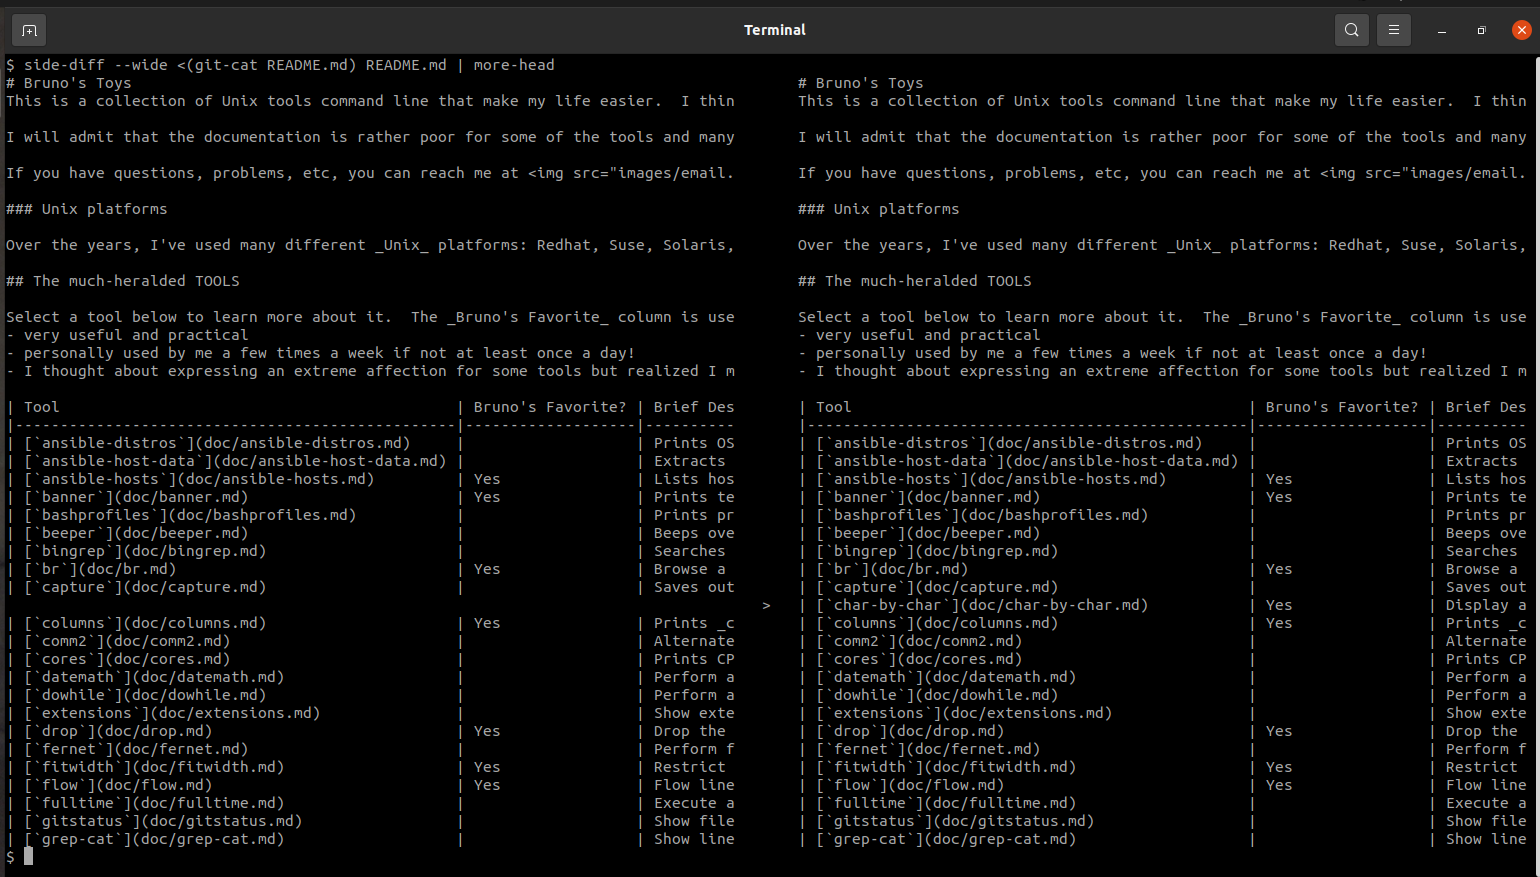 Terminal
$ side-diff --wide <(git-cat README.md) README.md | more-head
# Bruno's Toys # Bruno's Toys
This is a collection of Unix tools command line that make my life easier.  I thin This is a collection of Unix tools command line that make my life easier.  I thin
I will admit that the documentation is rather poor for some of the tools and many I will admit that the documentation is rather poor for some of the tools and many
If you have questions, problems, etc, you can reach me at <img src="images/email. If you have questions, problems, etc, you can reach me at <img src="images/email.
### Unix platforms ### Unix platforms
Over the years, I've used many different _Unix_ platforms: Redhat, Suse, Solaris, Over the years, I've used many different _Unix_ platforms: Redhat, Suse, Solaris,
## The much-heralded TOOLS ## The much-heralded TOOLS
Select a tool below to learn more about it.  The _Bruno's Favorite_ column is use Select a tool below to learn more about it.  The _Bruno's Favorite_ column is use
- very useful and practical - very useful and practical
- personally used by me a few times a week if not at least once a day! - personally used by me a few times a week if not at least once a day!
- I thought about expressing an extreme affection for some tools but realized I m - I thought about expressing an extreme affection for some tools but realized I m
| Tool | Bruno's Favorite? | Brief Des | Tool | Bruno's Favorite? | Brief Des
|-------------------------------------------------|-------------------|---------- |-------------------------------------------------|-------------------|----------
| [`ansible-distros`](doc/ansible-distros.md) | | Prints OS | [`ansible-distros`](doc/ansible-distros.md) | | Prints OS
| [`ansible-host-data`](doc/ansible-host-data.md) | | Extracts | [`ansible-host-data`](doc/ansible-host-data.md) | | Extracts
| [`ansible-hosts`](doc/ansible-hosts.md) | Yes | Lists hos | [`ansible-hosts`](doc/ansible-hosts.md) | Yes | Lists hos
| [`banner`](doc/banner.md) | Yes | Prints te | [`banner`](doc/banner.md) | Yes | Prints te
| [`bashprofiles`](doc/bashprofiles.md) | | Prints pr | [`bashprofiles`](doc/bashprofiles.md) | | Prints pr
| [`beeper`](doc/beeper.md) | | Beeps ove | [`beeper`](doc/beeper.md) | | Beeps ove
| [`bingrep`](doc/bingrep.md) | | Searches | [`bingrep`](doc/bingrep.md) | | Searches
| [`br`](doc/br.md) | Yes | Browse a | [`br`](doc/br.md) | Yes | Browse a
| [`capture`](doc/capture.md) | | Saves out | [`capture`](doc/capture.md) | | Saves out
> | [`char-by-char`](doc/char-by-char.md) | Yes | Display a
| [`columns`](doc/columns.md) | Yes | Prints _c | [`columns`](doc/columns.md) | Yes | Prints _c
| [`comm2`](doc/comm2.md) | | Alternate | [`comm2`](doc/comm2.md) | | Alternate
| [`cores`](doc/cores.md) | | Prints CP | [`cores`](doc/cores.md) | | Prints CP
| [`datemath`](doc/datemath.md) | | Perform a | [`datemath`](doc/datemath.md) | | Perform a
| [`dowhile`](doc/dowhile.md) | | Perform a | [`dowhile`](doc/dowhile.md) | | Perform a
| [`extensions`](doc/extensions.md) | | Show exte | [`extensions`](doc/extensions.md) | | Show exte
| [`drop`](doc/drop.md) | Yes | Drop the | [`drop`](doc/drop.md) | Yes | Drop the
| [`fernet`](doc/fernet.md) | | Perform f | [`fernet`](doc/fernet.md) | | Perform f
| [`fitwidth`](doc/fitwidth.md) | Yes | Restrict | [`fitwidth`](doc/fitwidth.md) | Yes | Restrict
| [`flow`](doc/flow.md) | Yes | Flow line | [`flow`](doc/flow.md) | Yes | Flow line
| [`fulltime`](doc/fulltime.md) | | Execute a | [`fulltime`](doc/fulltime.md) | | Execute a
| [`gitstatus`](doc/gitstatus.md) | | Show file | [`gitstatus`](doc/gitstatus.md) | | Show file
| [`grep-cat`](doc/grep-cat.md) | | Show line | [`grep-cat`](doc/grep-cat.md) | | Show line
$